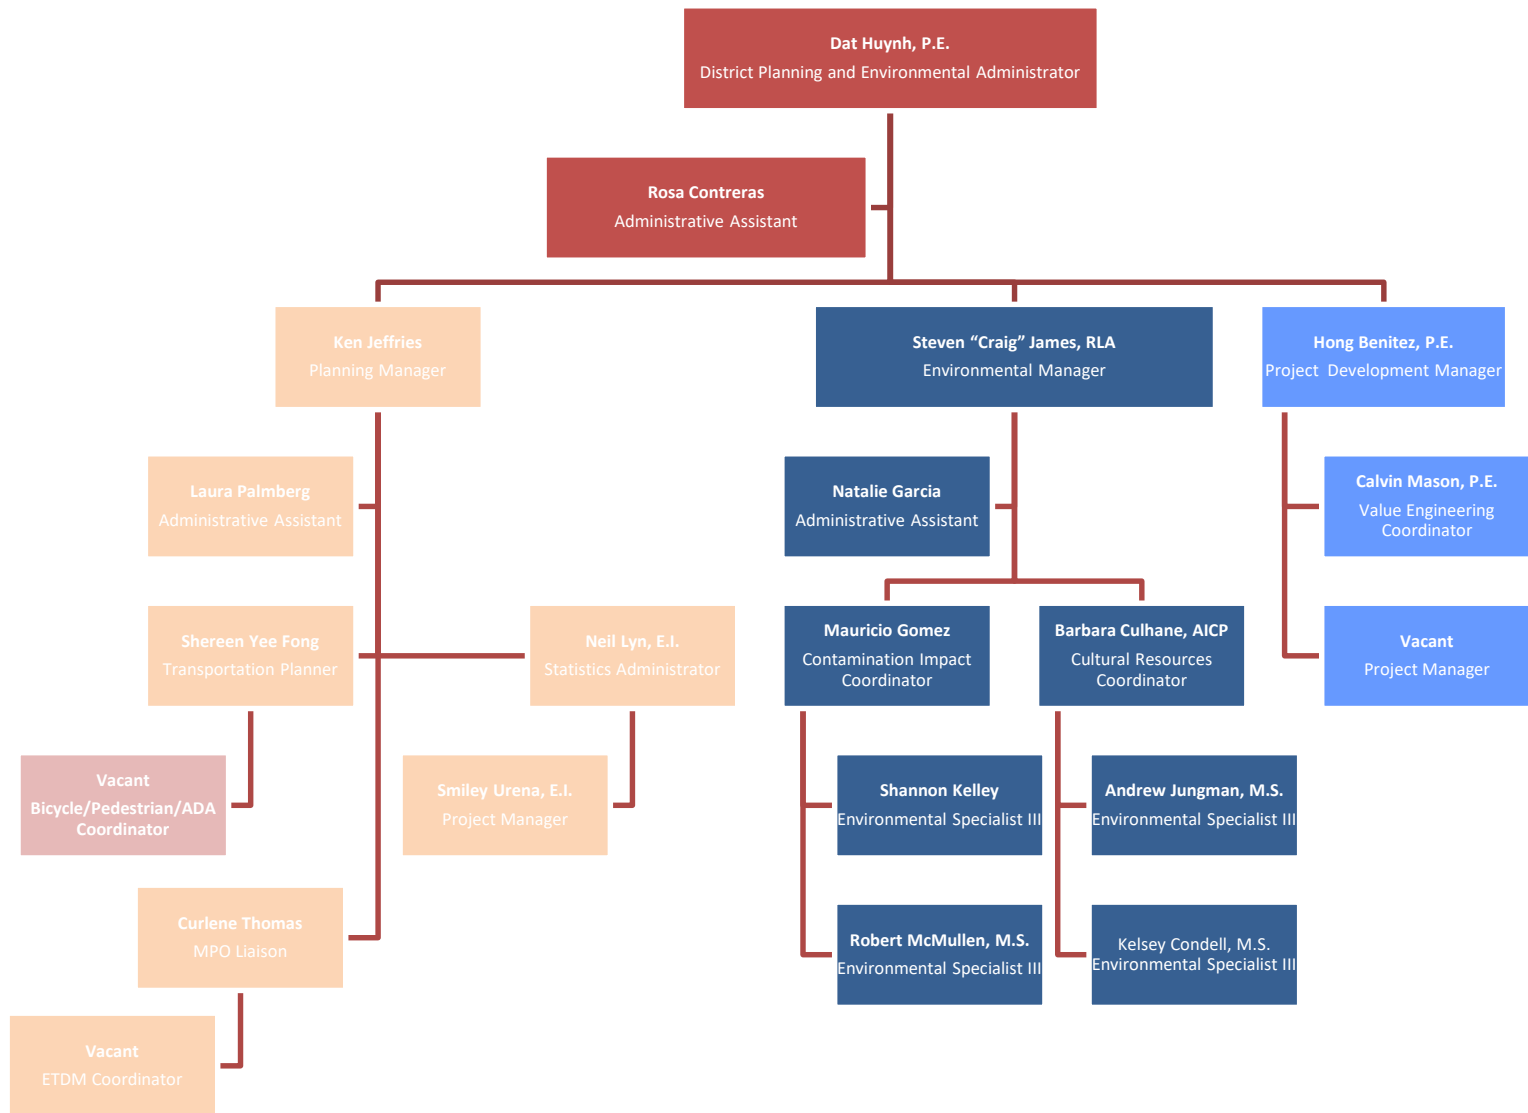 Dat Huynh, P.E.
District Planning and Environmental Administrator
Rosa Contreras
Administrative Assistant
Ken Jeffries
Planning Manager
Steven “Craig” James, RLA
Environmental Manager
Hong Benitez, P.E.
Project Development Manager
Laura Palmberg
Administrative Assistant
Natalie Garcia
Administrative Assistant
Calvin Mason, P.E.
Value Engineering
Coordinator
Shereen Yee Fong
Transportation Planner
Neil Lyn, E.I.
Statistics Administrator
Mauricio Gomez
Contamination Impact
Coordinator
Barbara Culhane, AICP
Cultural Resources
Coordinator
Vacant
Project Manager
Vacant
Bicycle/Pedestrian/ADA
Coordinator
Smiley Urena, E.I.
Project Manager
Shannon Kelley
Environmental Specialist III
Andrew Jungman, M.S.
Environmental Specialist III
Curlene Thomas
MPO Liaison
Robert McMullen, M.S.
Environmental Specialist III
Kelsey Condell, M.S.
Environmental Specialist III
Vacant
ETDM Coordinator